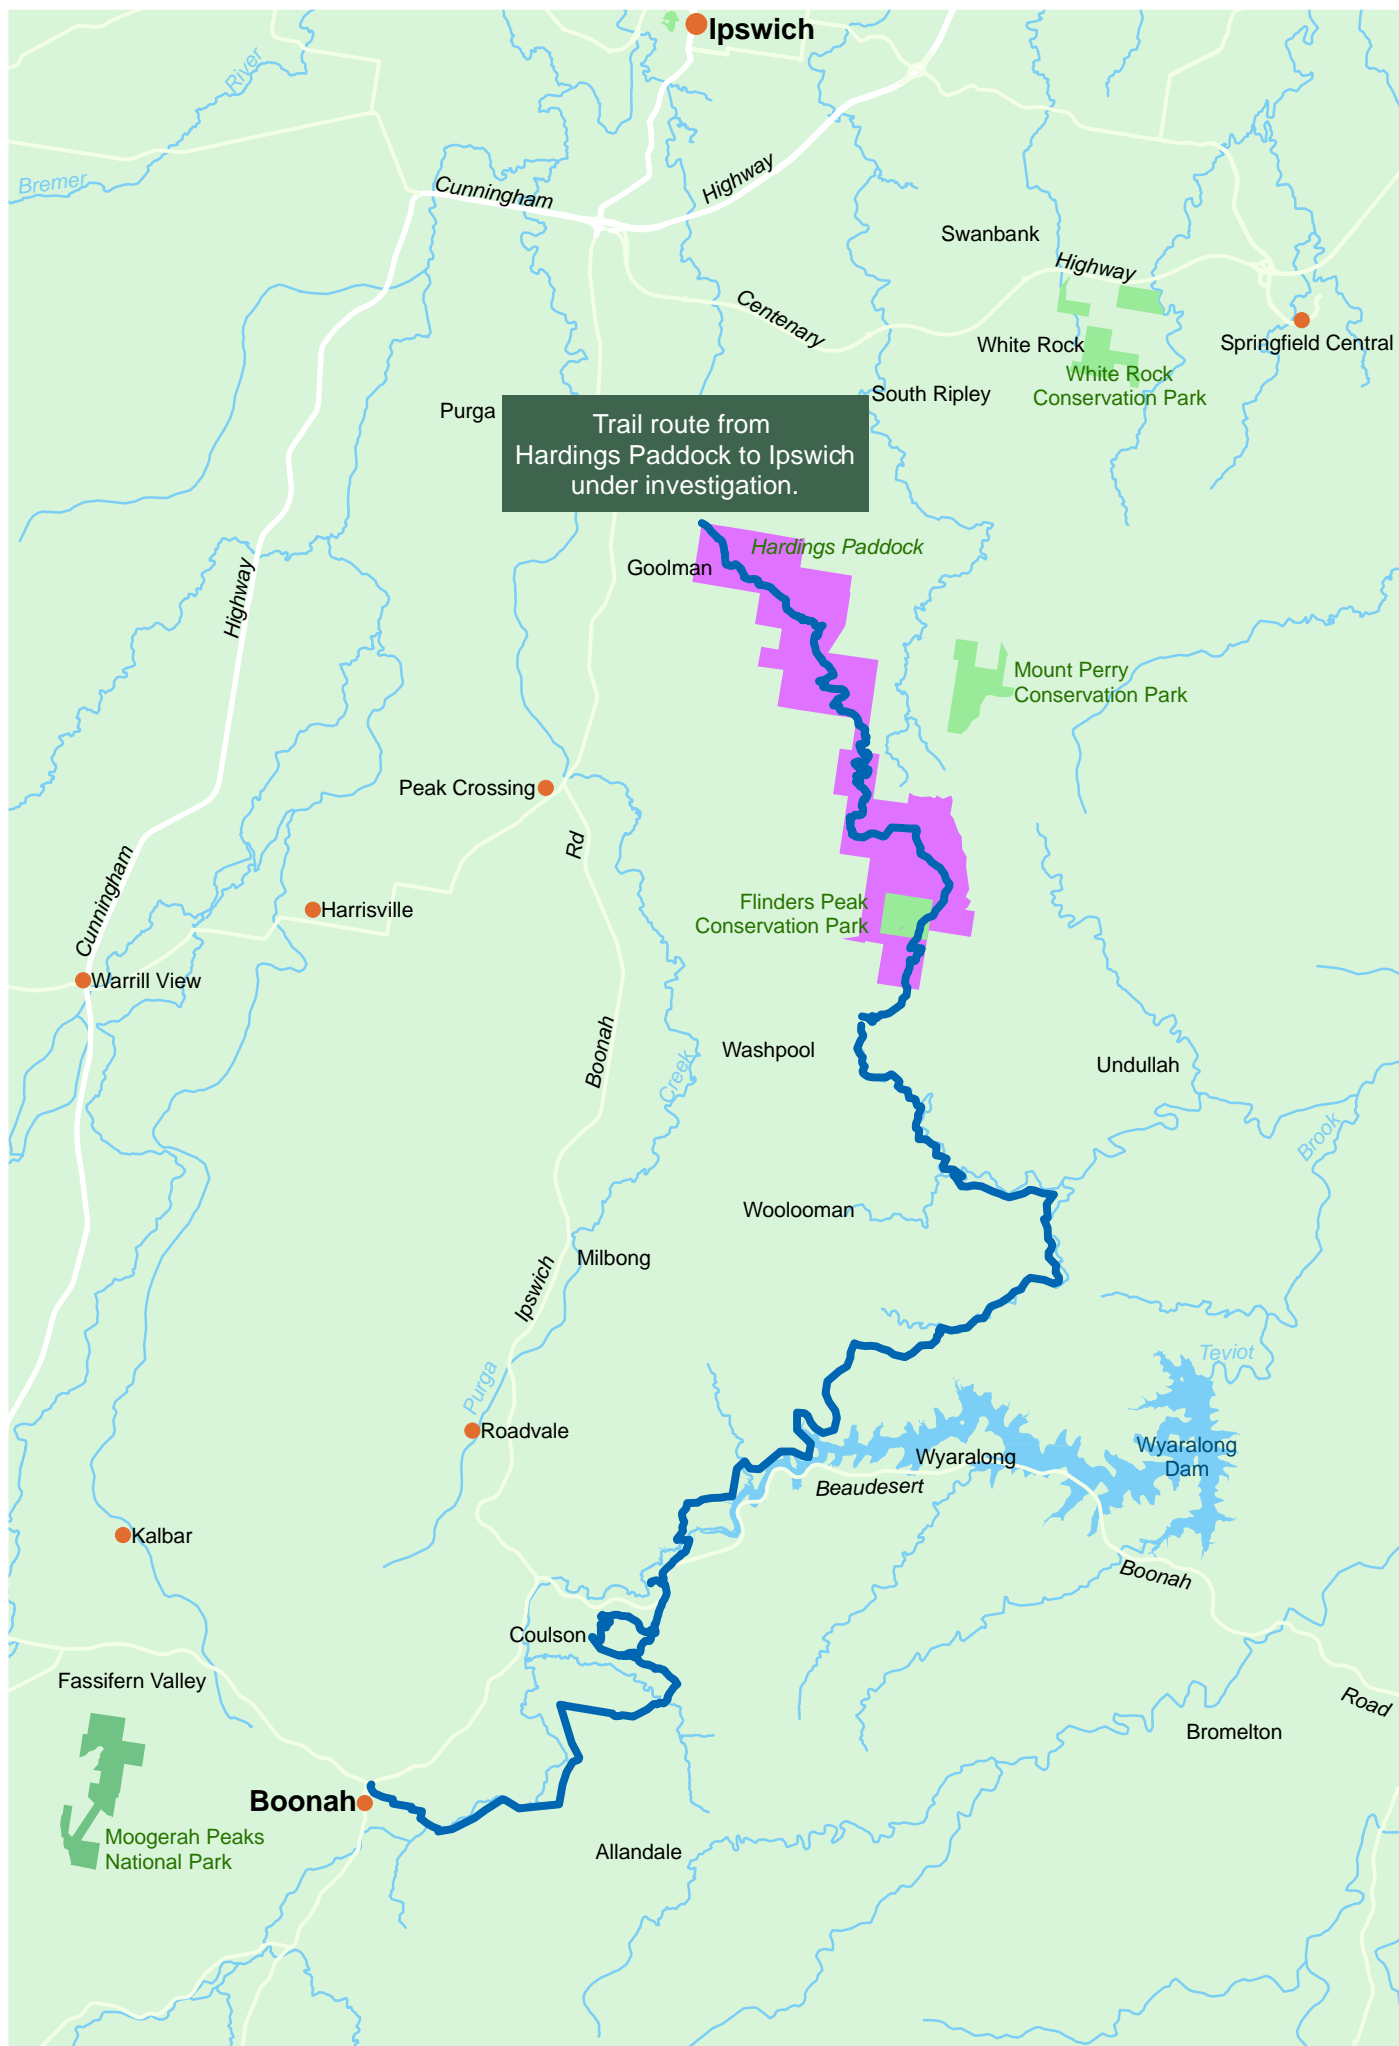 Ipswich
River
Bremer
Cunningham
Highway
Swanbank
Highway
Centenary
White Rock
Springfield Central
White Rock
Conservation Park
South Ripley
Purga
Trail route from
Hardings Paddock to Ipswich
under investigation.
Hardings Paddock
Goolman
Highway
Mount Perry
Conservation Park
Peak Crossing
Rd
Cunningham
Harrisville
Flinders Peak
Conservation Park
Warrill View
Boonah
Washpool
Creek
Undullah
Brook
Woolooman
Milbong
Ipswich
Teviot
Purga
Roadvale
Wyaralong
Wyaralong
Dam
Beaudesert
Kalbar
Boonah
Coulson
Fassifern Valley
Road
Bromelton
Boonah
Moogerah Peaks
National Park
Allandale